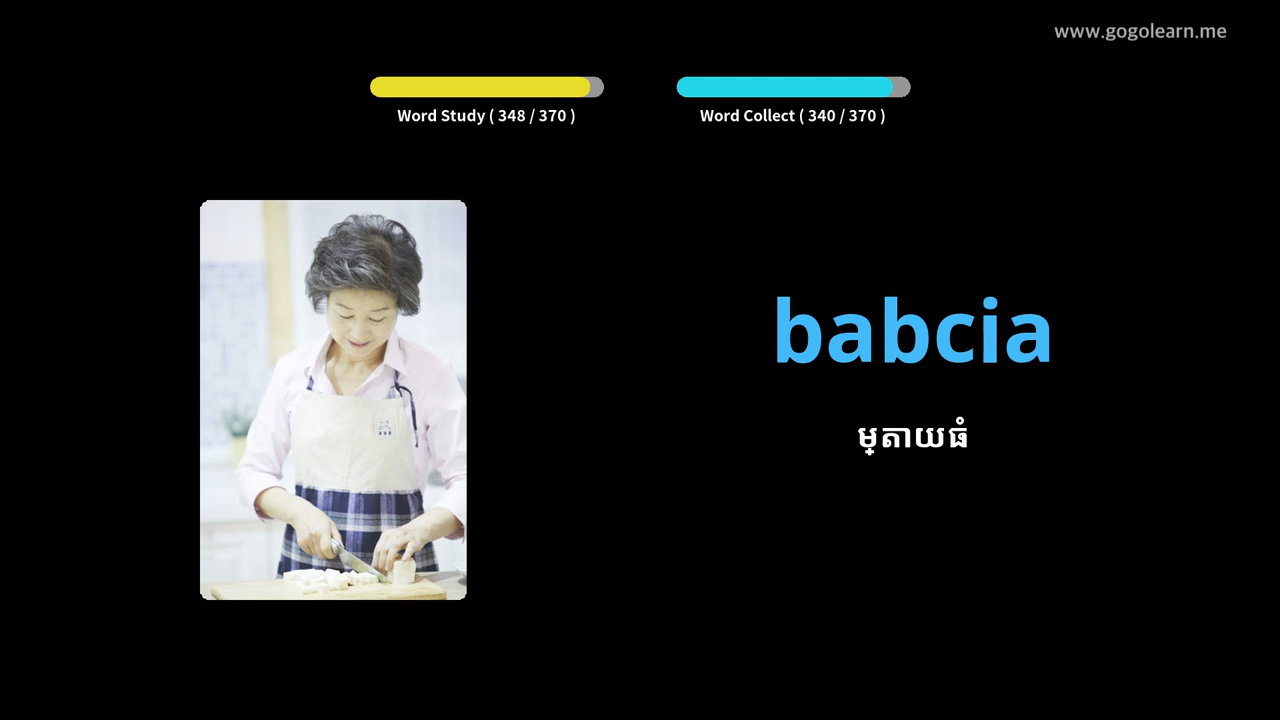 www.gogolearn.me
Word Study ( 348 / 370 )
Word Collect ( 340 / 370 )
babcia
ម្តាយធំ